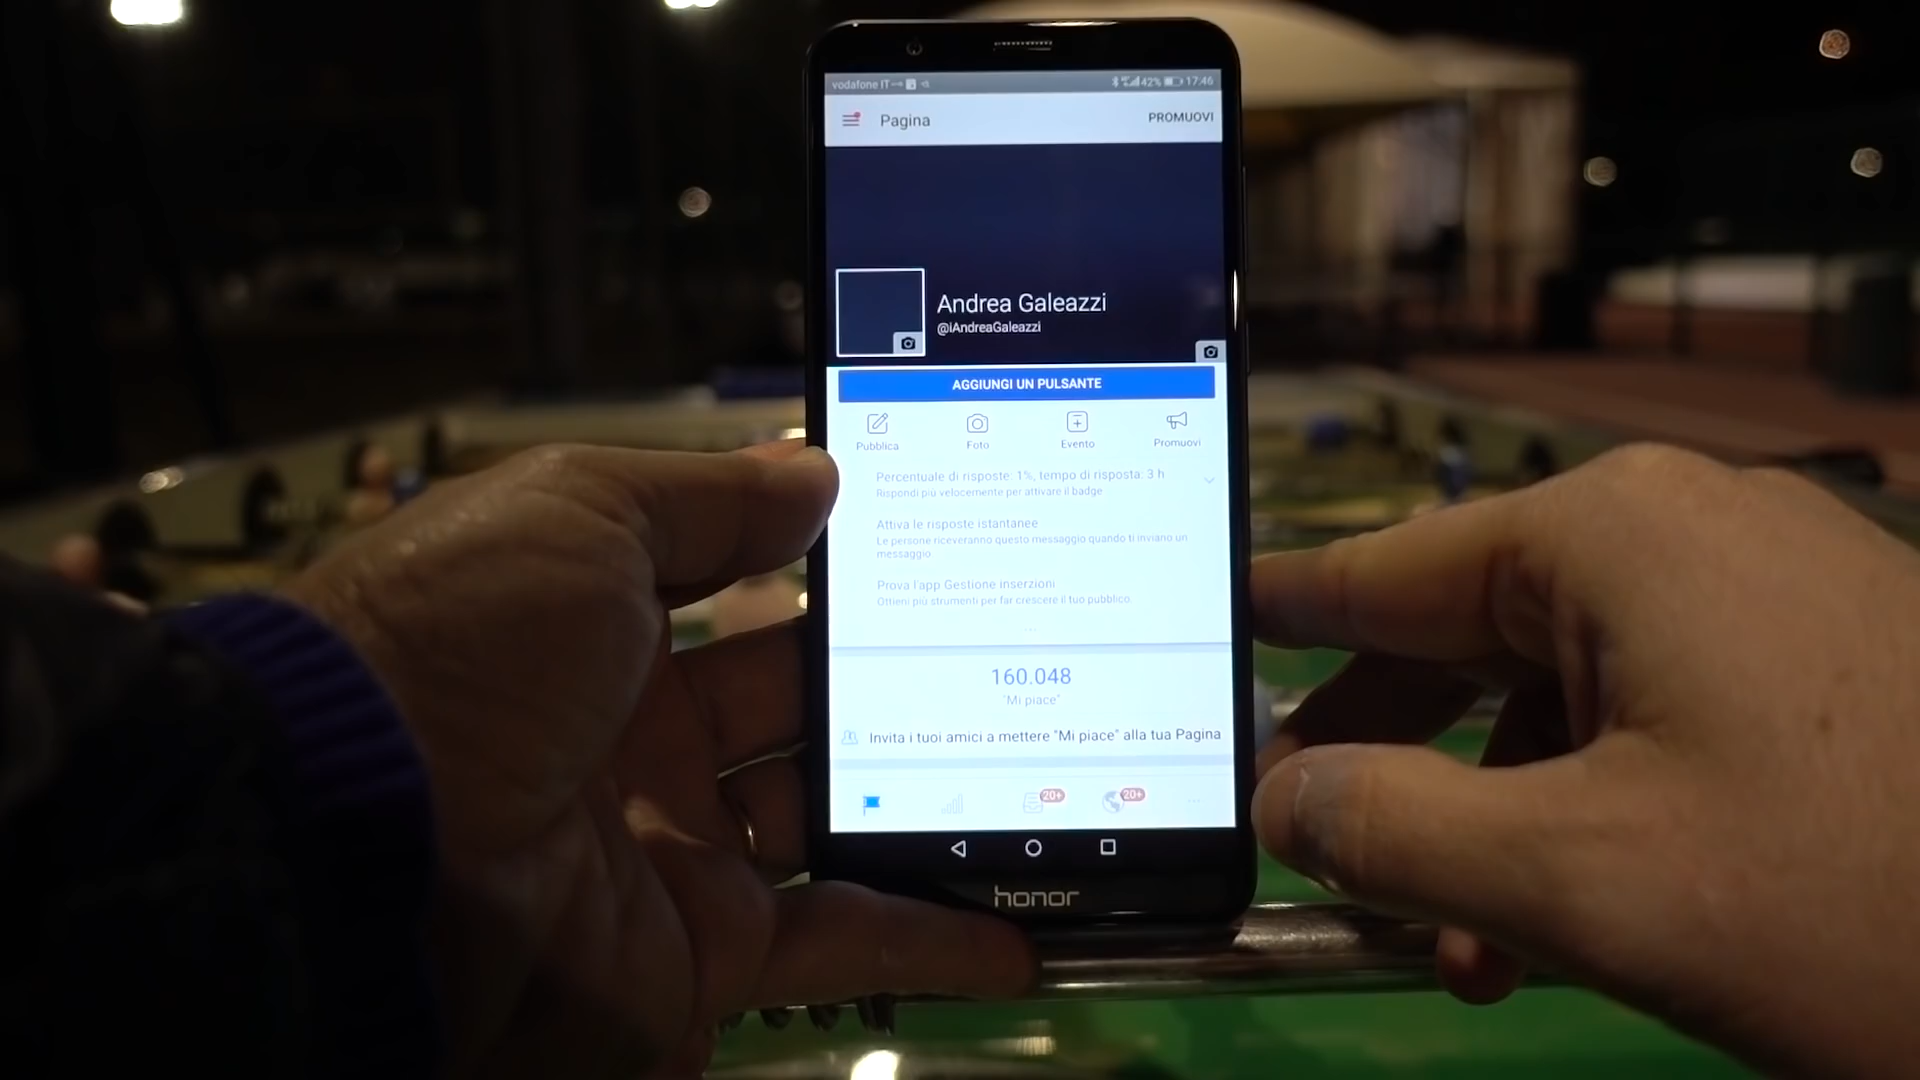 vodafone IT
42% 17:46
Pagina
PROMUOVI
Andrea Galeazzi
@iAndreaGaleazzi
AGGIUNGI UN PULSANTE
Pubblica
Foto
Evento
Promuovi
Percentuale di risposte: 1%, tempo di risposta: 3 h
Rispondi più velocemente per attivare il badge
Attiva le risposte istantanee
Le persone riceveranno questo messaggio quando ti inviano un
messaggio
Prova l'app Gestione inserzioni
Ottieni più strumenti per far crescere il tuo pubblico.
160.048
"Mi piace"
Invita i tuoi amici a mettere "Mi piace" alla tua Pagina
20+
20+
honor